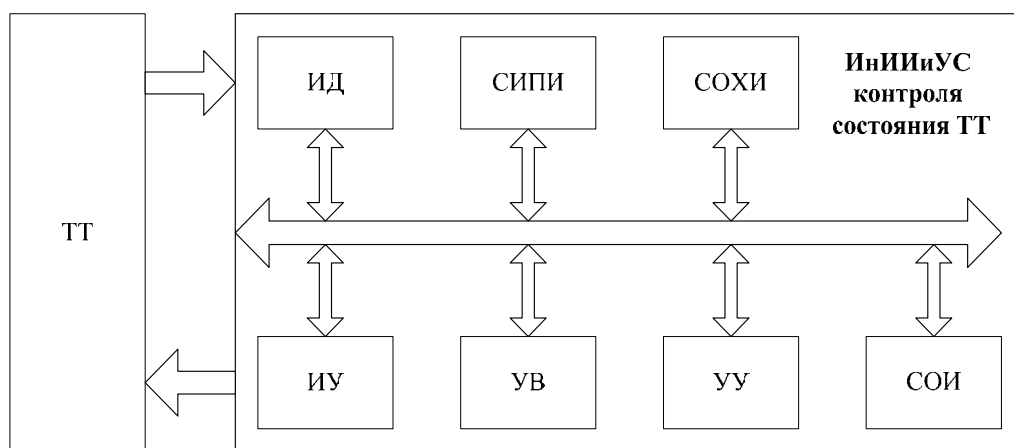 ТТ
ИД
СИПИ
СОХИ
ИнИИиУС
контроля
состояния ТТ
ИУ
УВ
УУ
СОИ